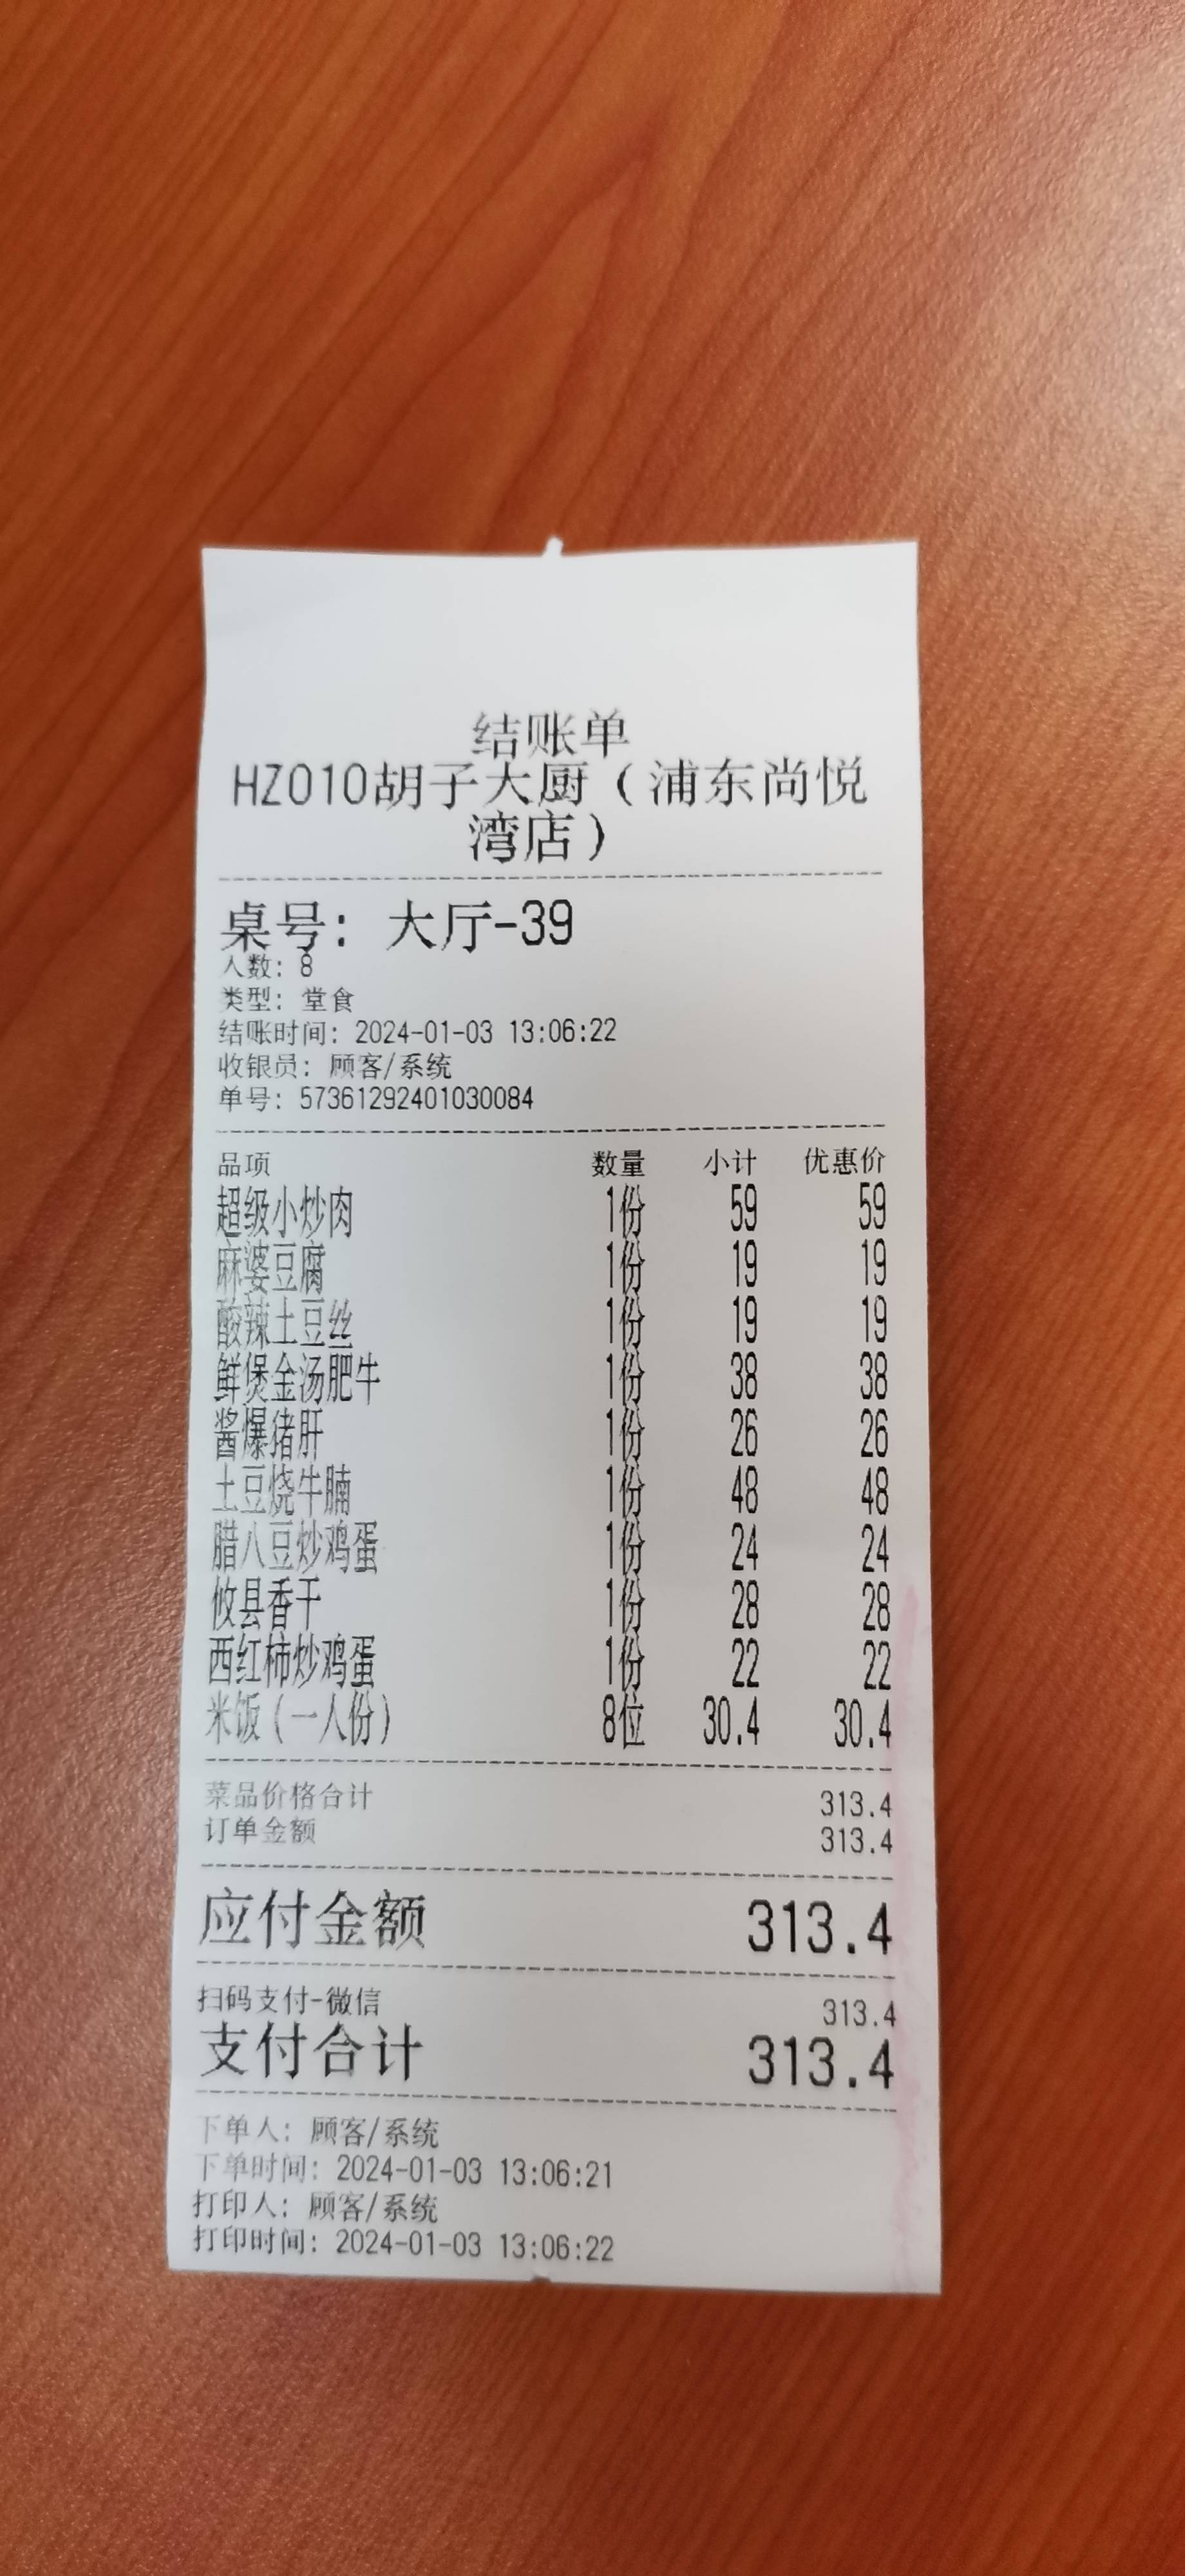 结账单
HZ010胡子大厨（浦东尚悦
湾店）
桌号： 大厅-39
人数：8
类型：堂食
结账时间：2024-01-03 13:06:22
收银员：顾客/系统
单号：57361292401030084
品项 数量 小计 优惠价
超级小炒肉 1份 59 59
麻婆豆腐 1份 19 19
酸辣土豆丝 1份 19 19
鲜煲金汤肥牛 1份 38 38
酱爆猪肝 1份 26 26
土豆烧牛腩 1份 48 48
腊八豆炒鸡蛋 1份 24 24
攸县香干 1份 28 28
西红柿炒鸡蛋 1份 22 22
米饭（一人份） 8位 30.4 30.4
菜品价格合计 313.4
订单金额 313.4
应付金额 313.4
扫码支付-微信 313.4
支付合计 313.4
下单人：顾客/系统
下单时间：2024-01-03 13:06:21
打印人：顾客/系统
打印时间：2024-01-03 13:06:22